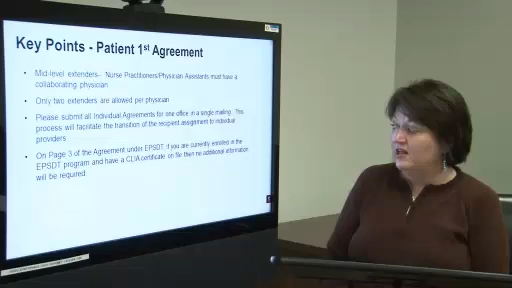 Key Points - Patient 1st Agreement
• Mid-level extenders- Nurse Practitioners/Physician Assistants must have a
collaborating physician
• Only two extenders are allowed per physician
• Please submit all Individual Agreements for one office in a single mailing. This
process will facilitate the transition of the recipient assignment to individual
providers
• On Page 3 of the Agreement under EPSDT, if you are currently enrolled in the
EPSDT program and have a CLIA certificate on file then no additional information
will be required